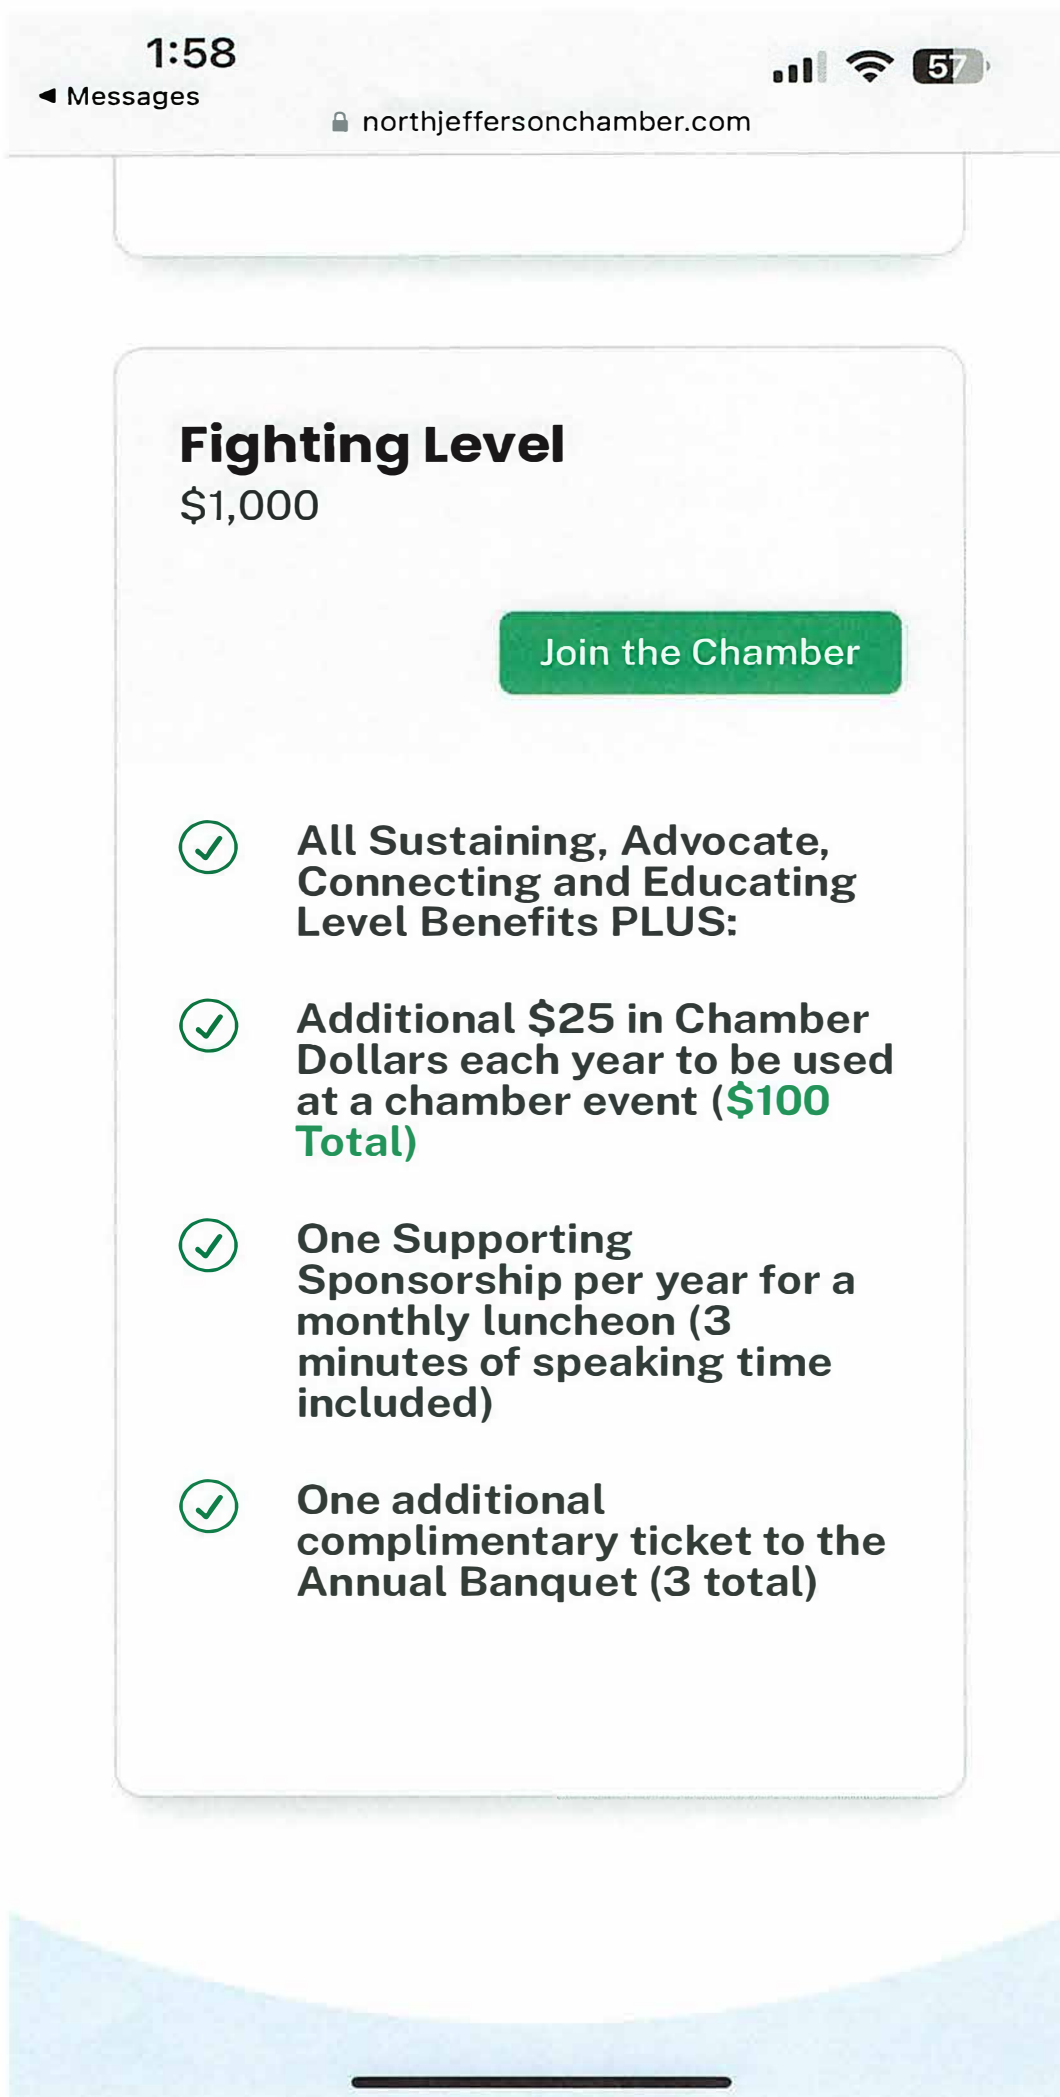 1:58
57
◄ Messages
northjeffersonchamber.com
Fighting Level
$1,000
Join the Chamber
All Sustaining, Advocate,
Connecting and Educating
Level Benefits PLUS:
Additional $25 in Chamber
Dollars each year to be used
at a chamber event ($100
Total)
One Supporting
Sponsorship per year for a
monthly luncheon (3
minutes of speaking time
included)
One additional
complimentary ticket to the
Annual Banquet (3 total)